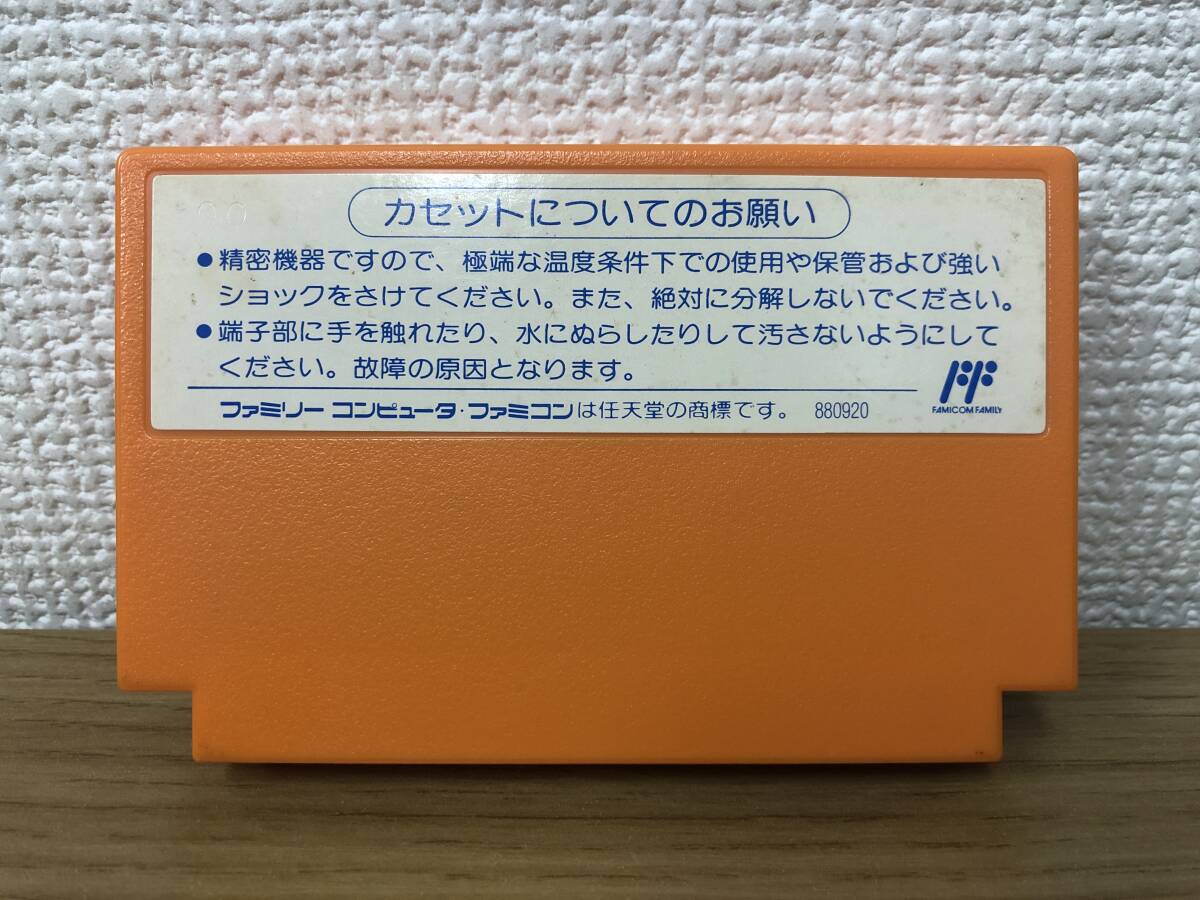 カセットについてのお願い
●精密機器ですので、極端な温度条件下での使用や保管および強い
ショックをさけてください。また、絶対に分解しないでください。
●端子部に手を触れたり、水にぬらしたりして汚さないようにして
ください。故障の原因となります。
FAMICOM FAMILY
ファミリー コンピュータ・ファミコンは任天堂の商標です。 880920